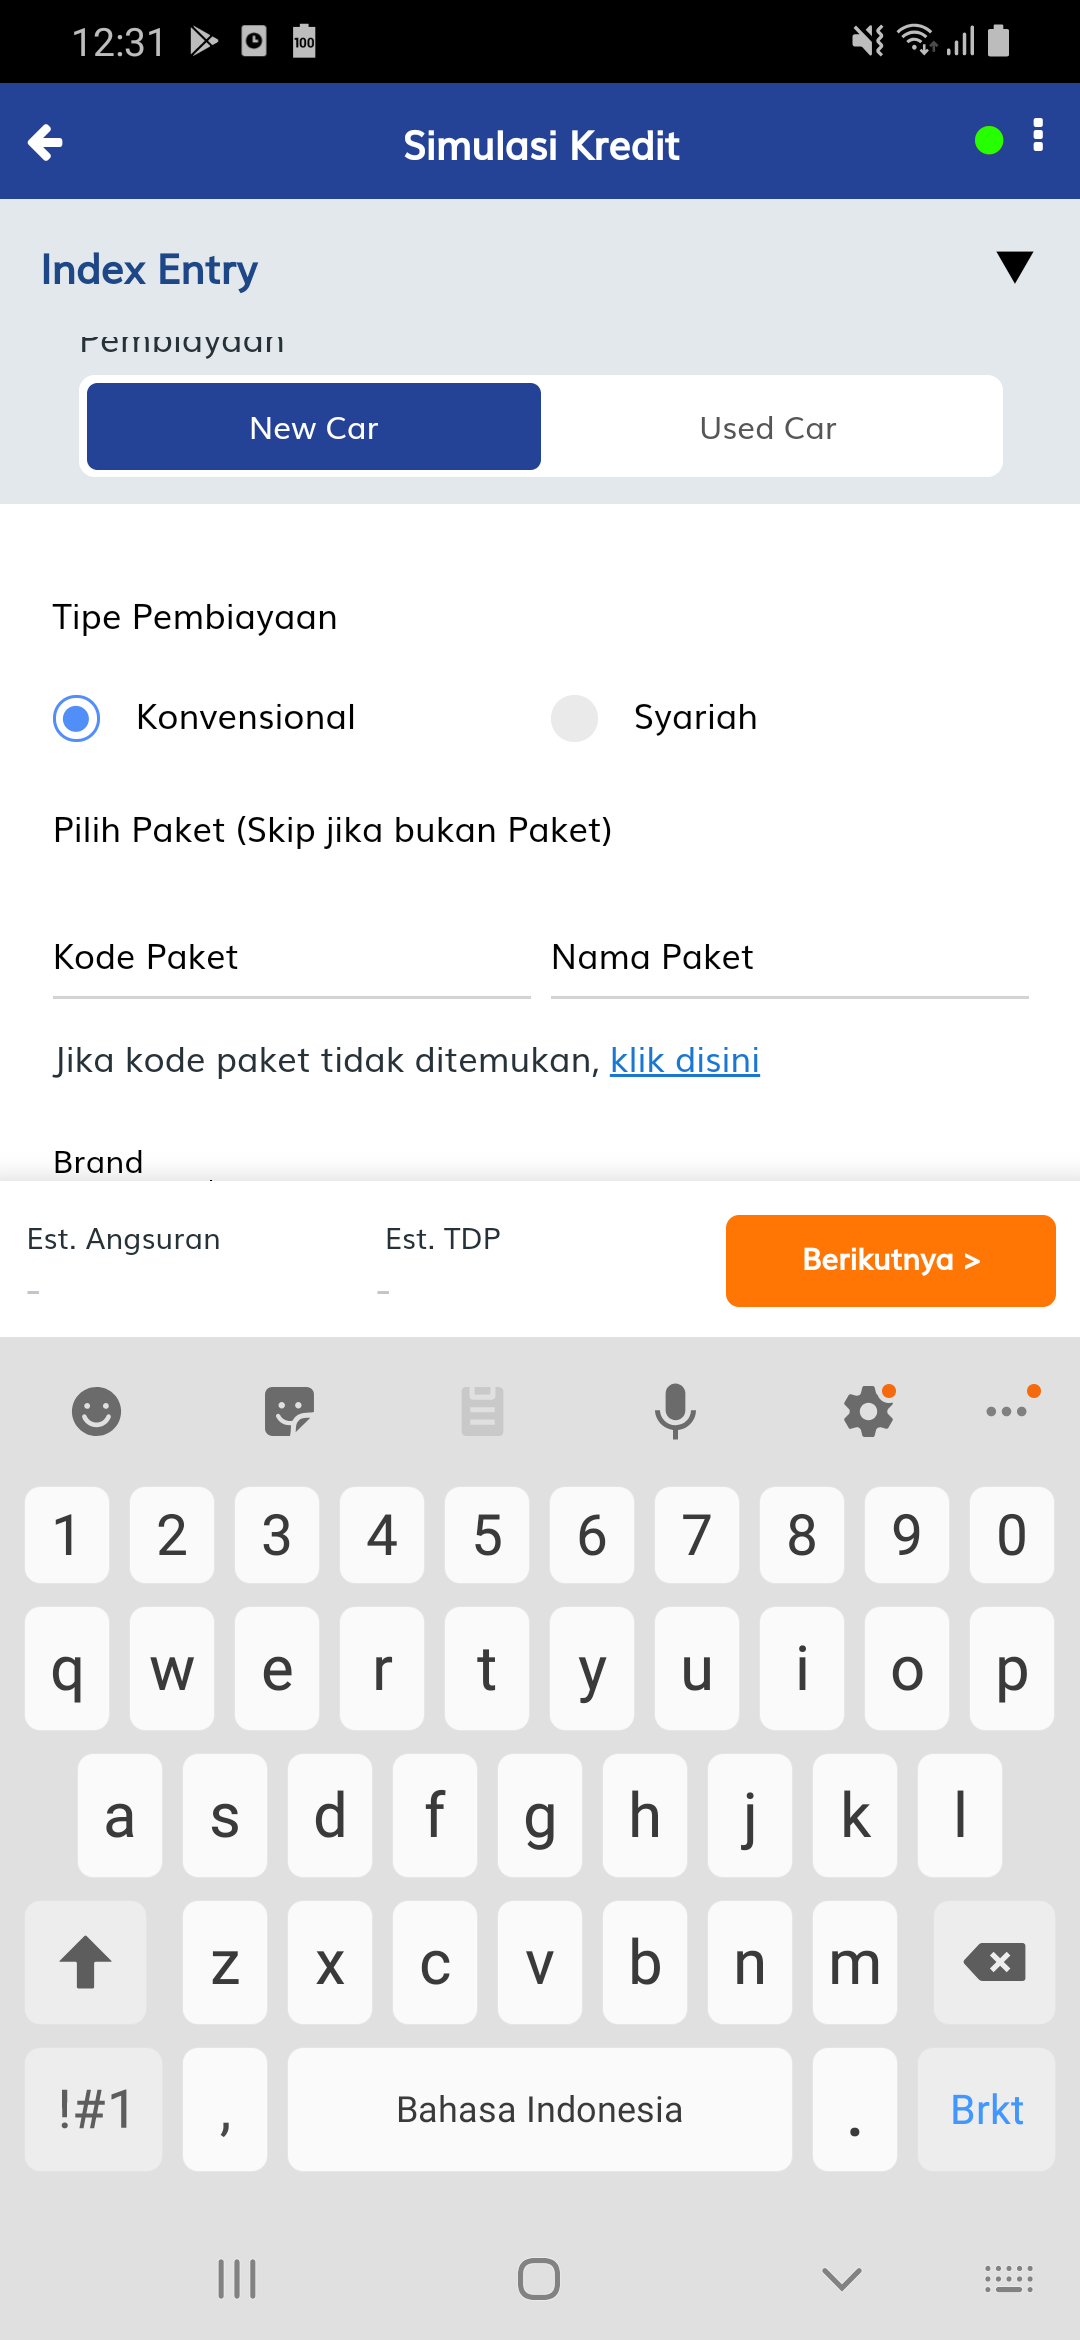 12:31
100
Simulasi Kredit
Index Entry
Pembiayaan
New Car Used Car
Tipe Pembiayaan
Konvensional Syariah
Pilih Paket (Skip jika bukan Paket)
Kode Paket Nama Paket
Jika kode paket tidak ditemukan, klik disini
Brand
Est. Angsuran Est. TDP Berikutnya >
- -
1 2 3 4 5 6 7 8 9 0
q w e r t y u i o p
a s d f g h j k l
z x c v b n m
!#1 , Bahasa Indonesia . Brkt